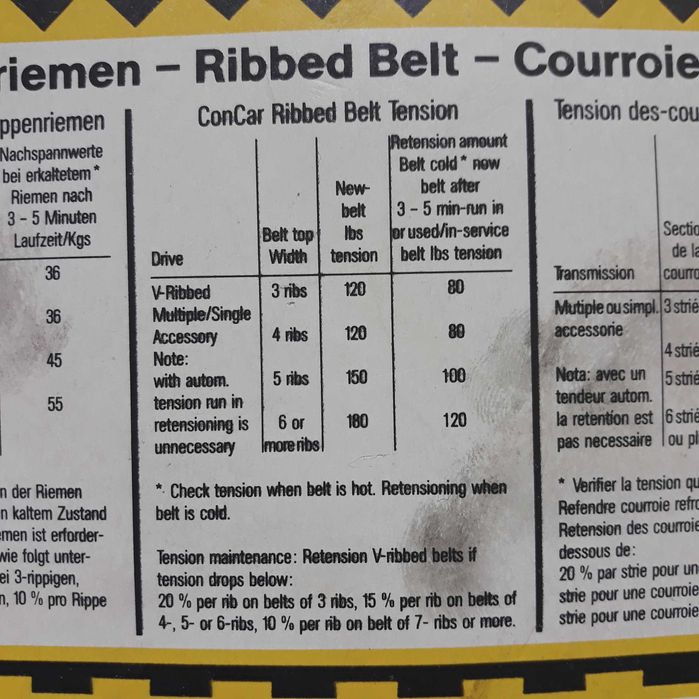 riemen – Ribbed Belt – Courroie
ppenriemen
Nachspannwerte
bei erkaltetem*
Riemen nach
3 – 5 Minuten
Laufzeit/Kgs
36
36
45
55
n der Riemen
n kaltem Zustand
emen ist erforder-
wie folgt unter-
ei 3-rippigen,
n, 10 % pro Rippe
ConCar Ribbed Belt Tension
Drive
Belt top
Width
New-
belt
lbs
tension
Retension amount
Belt cold * now
belt after
3 – 5 min-run in
or used/in-service
belt lbs tension
V-Ribbed 3 ribs 120 80
Multiple/Single
Accessory 4 ribs 120 80
Note:
with autom. 5 ribs 150 100
tension run in
retensioning is 6 or 180 120
unnecessary more ribs
* Check tension when belt is hot. Retensioning when
belt is cold.
Tension maintenance: Retension V-ribbed belts if
tension drops below:
20 % per rib on belts of 3 ribs, 15 % per rib on belts of
4-, 5- or 6-ribs, 10 % per rib on belt of 7- ribs or more.
Tension des-cou
Transmission
Sectio
de la
courro
Mutiple ou simpl. 3 strié
accessorie
4 strié
Nota: avec un 5 strié
tendeur autom.
la retention est 6 strié
pas necessaire ou pl
* Verifier la tension qu
Refendre courroie refro
Retension des courroie
dessous de:
20 % par strie pour un
strie pour une courroie
strie pour une courroie